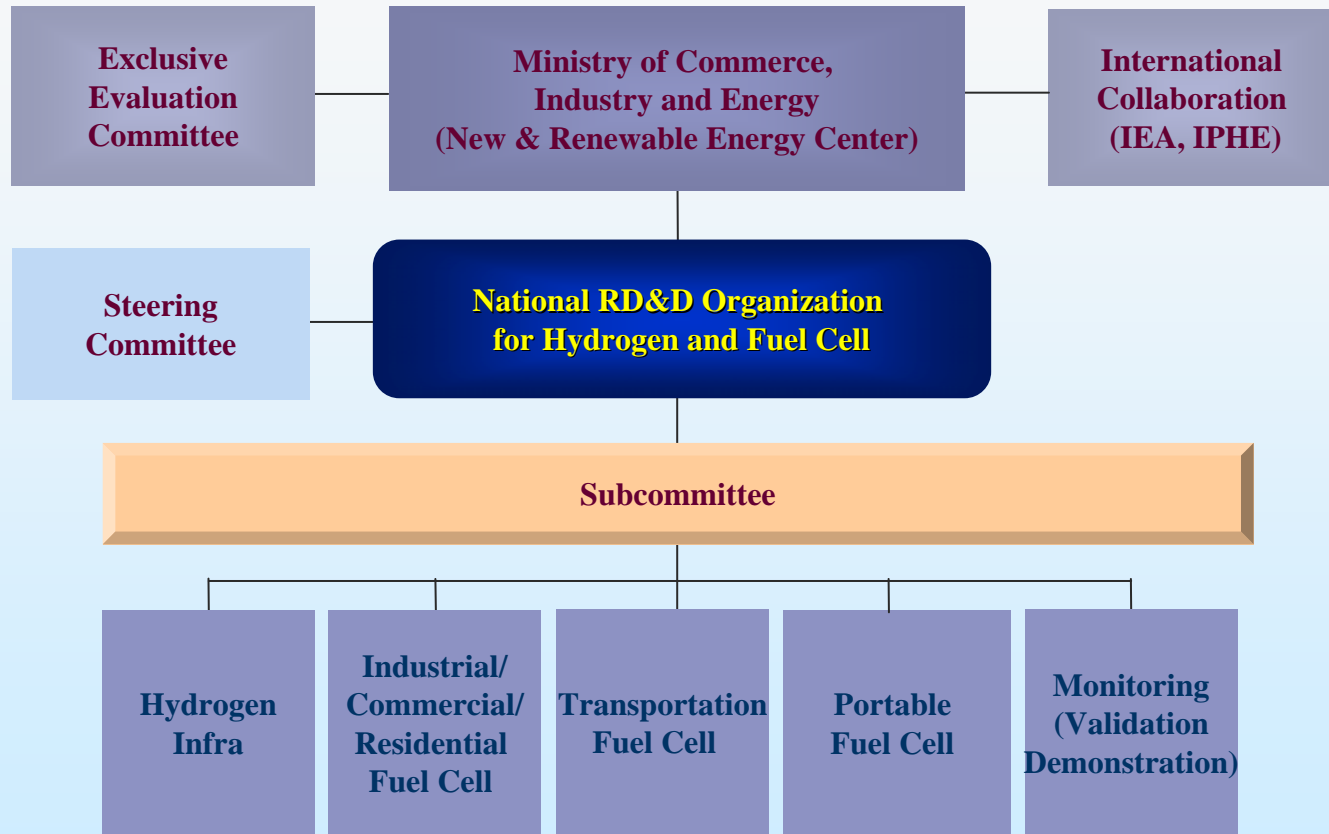 Exclusive
Evaluation
Committee
Ministry of Commerce,
Industry and Energy
(New & Renewable Energy Center)
International
Collaboration
(IEA, IPHE)
Steering
Committee
National RD&D Organization
for Hydrogen and Fuel Cell
Subcommittee
Hydrogen
Infra
Industrial/
Commercial/
Residential
Fuel Cell
Transportation
Fuel Cell
Portable
Fuel Cell
Monitoring
(Validation
Demonstration)